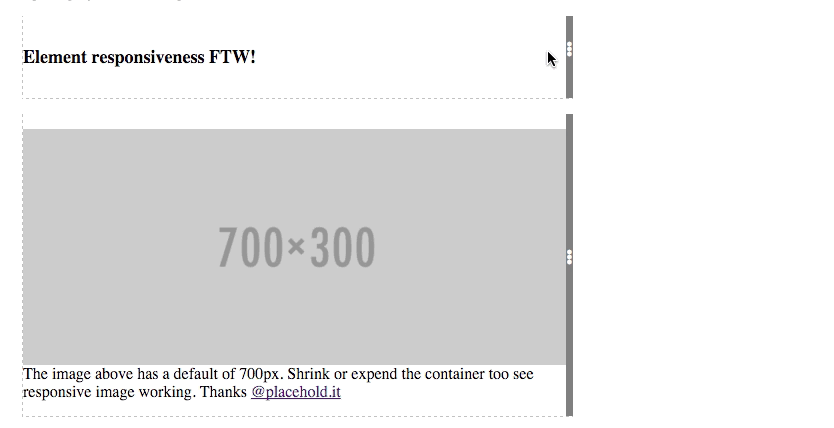 Element responsiveness FTW!
700×300
The image above has a default of 700px. Shrink or expend the container too see
responsive image working. Thanks @placehold.it